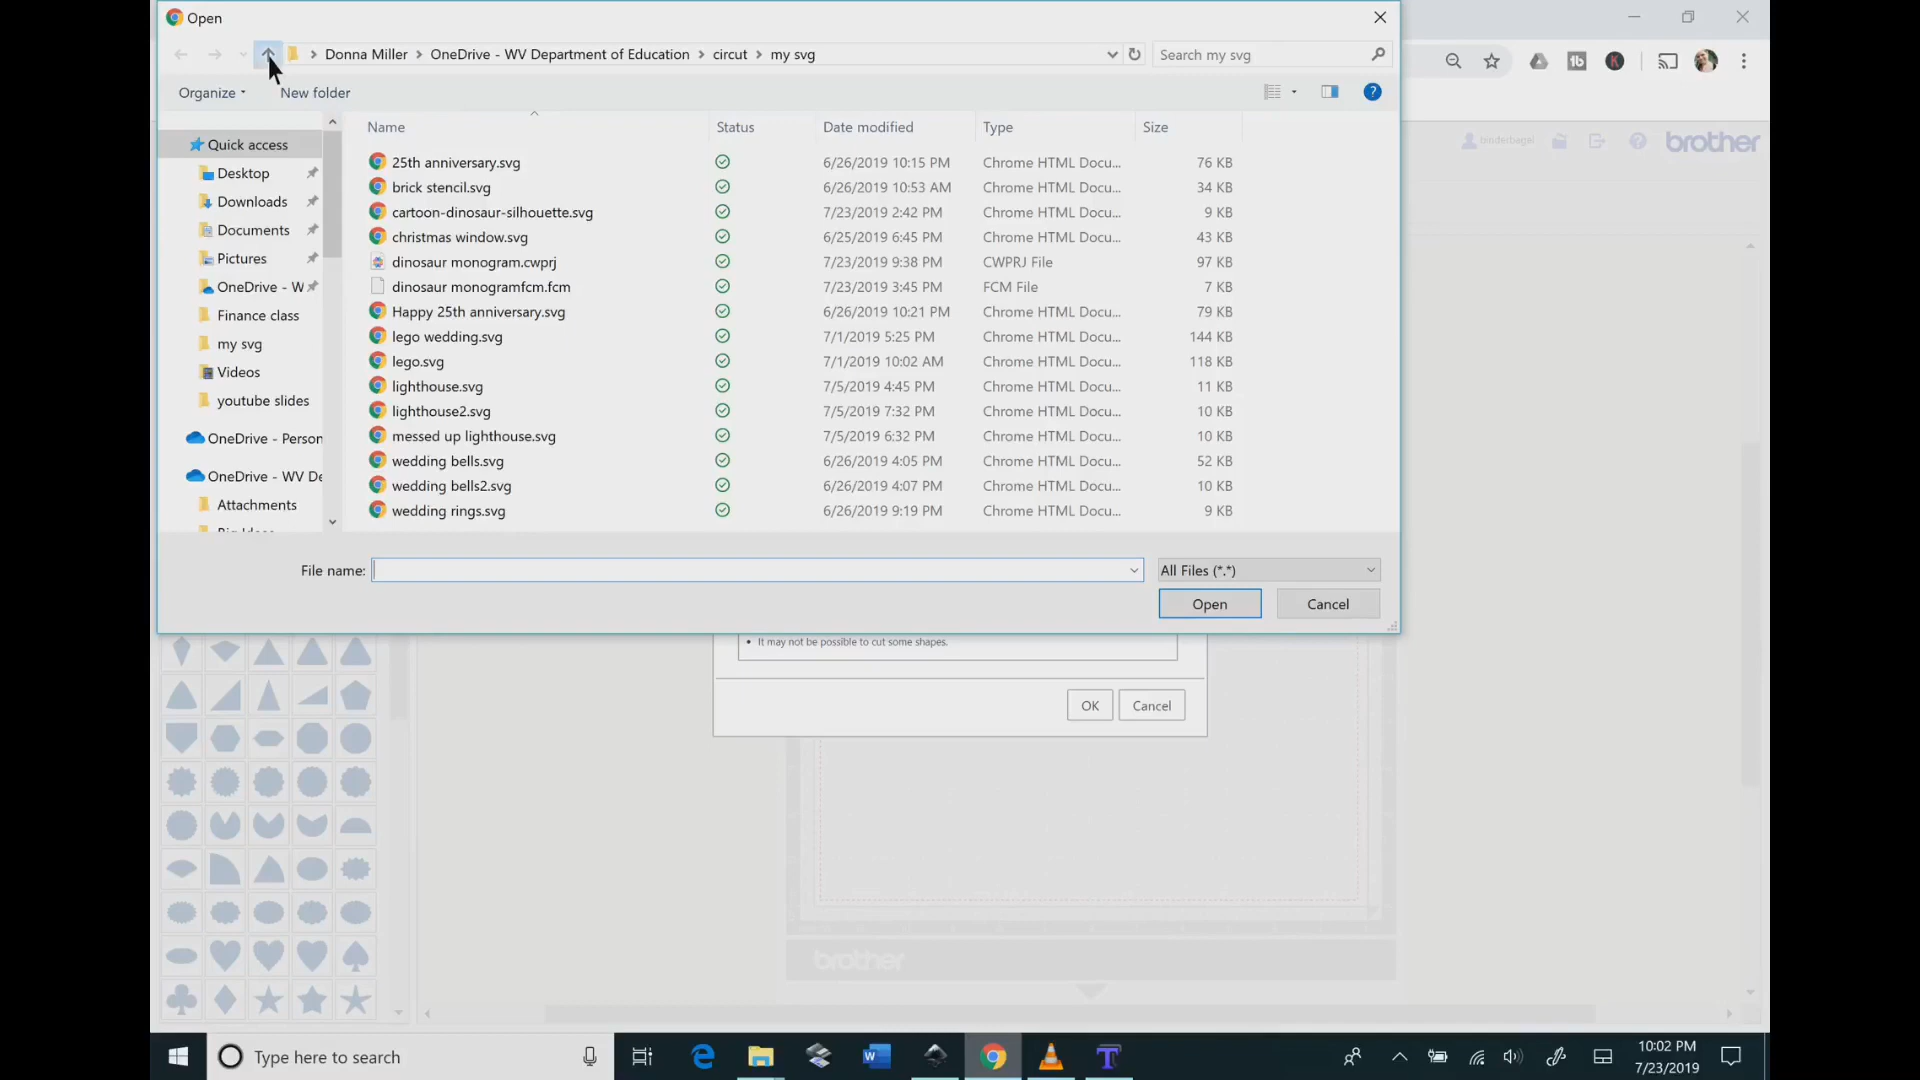 Open
Donna Miller > OneDrive - WV Department of Education > circut > my svg
Search my svg
Organize
New folder
Name Status Date modified Type Size
Quick access
Desktop
Downloads
Documents
Pictures
OneDrive - W
Finance class
my svg
Videos
youtube slides
OneDrive - Person
OneDrive - WV De
Attachments
25th anniversary.svg 6/26/2019 10:15 PM Chrome HTML Docu... 76 KB
brick stencil.svg 6/26/2019 10:53 AM Chrome HTML Docu... 34 KB
cartoon-dinosaur-silhouette.svg 7/23/2019 2:42 PM Chrome HTML Docu... 9 KB
christmas window.svg 6/25/2019 6:45 PM Chrome HTML Docu... 43 KB
dinosaur monogram.cwprj 7/23/2019 9:38 PM CWPRJ File 97 KB
dinosaur monogramfcm.fcm 7/23/2019 3:45 PM FCM File 7 KB
Happy 25th anniversary.svg 6/26/2019 10:21 PM Chrome HTML Docu... 79 KB
lego wedding.svg 7/1/2019 5:25 PM Chrome HTML Docu... 144 KB
lego.svg 7/1/2019 10:02 AM Chrome HTML Docu... 118 KB
lighthouse.svg 7/5/2019 4:45 PM Chrome HTML Docu... 11 KB
lighthouse2.svg 7/5/2019 7:32 PM Chrome HTML Docu... 10 KB
messed up lighthouse.svg 7/5/2019 6:32 PM Chrome HTML Docu... 10 KB
wedding bells.svg 6/26/2019 4:05 PM Chrome HTML Docu... 52 KB
wedding bells2.svg 6/26/2019 4:07 PM Chrome HTML Docu... 10 KB
wedding rings.svg 6/26/2019 9:19 PM Chrome HTML Docu... 9 KB
File name:
All Files (*.*)
Open
Cancel
binderbagel
brother
• It may not be possible to cut some shapes.
OK
Cancel
brother
Type here to search
10:02 PM
7/23/2019